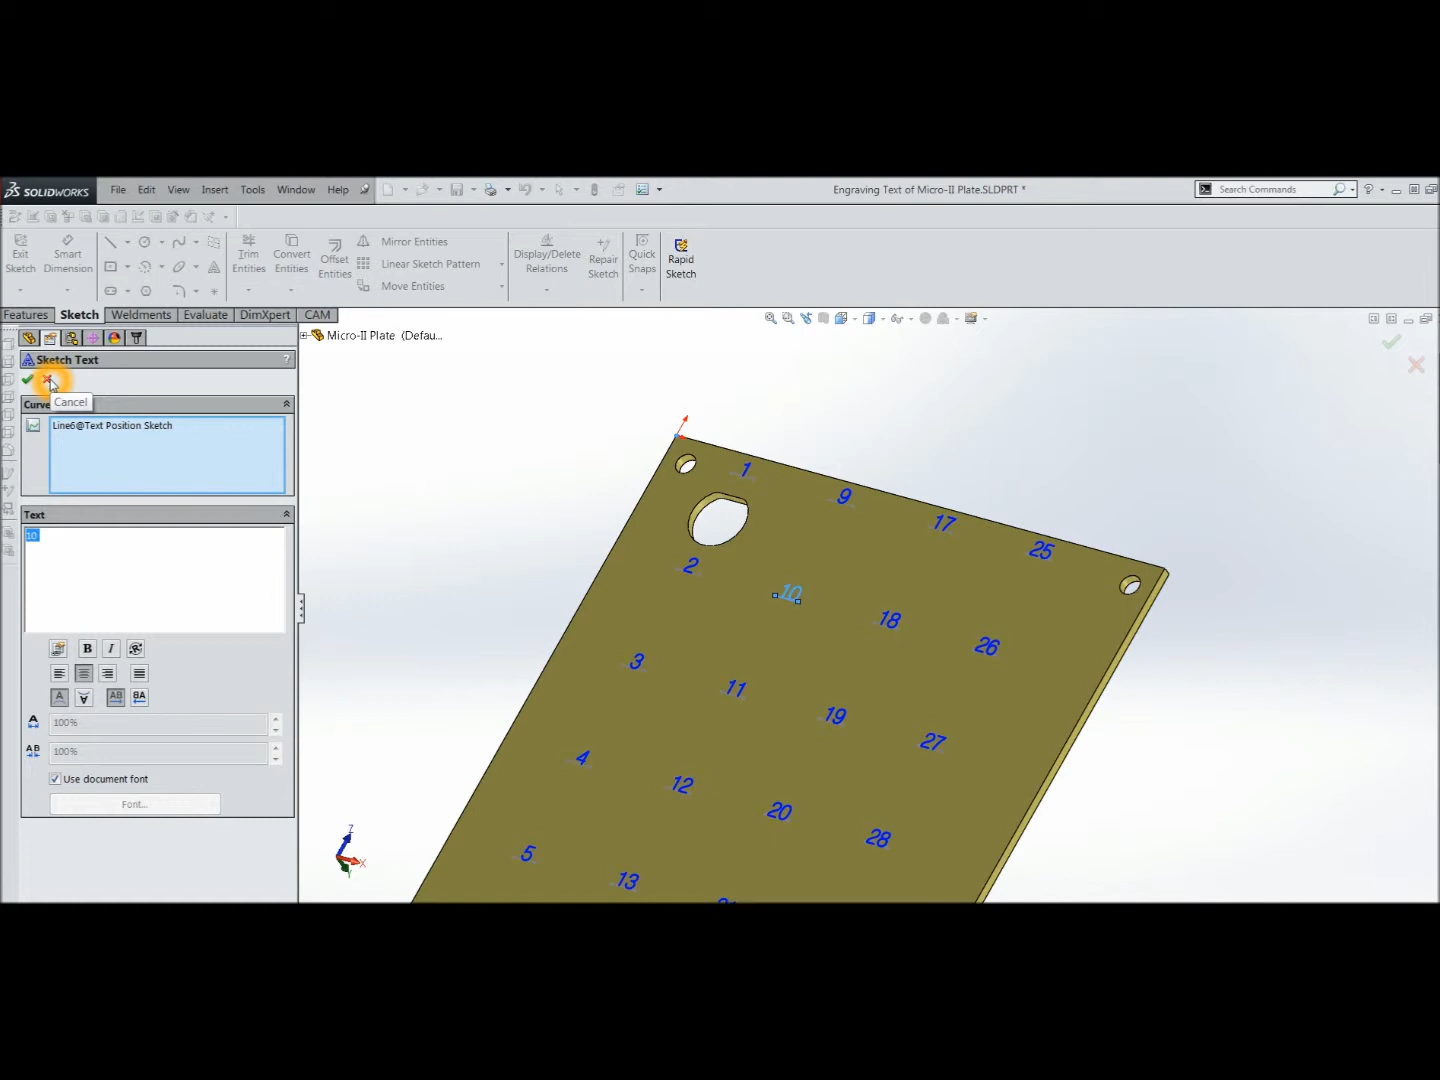 SOLIDWORKS File Edit View Insert Tools Window Help Engraving Text of Micro-II Plate.SLDPRT * Search Commands
Exit Sketch
Smart Dimension
Trim Entities
Convert Entities
Offset Entities
Mirror Entities
Linear Sketch Pattern
Move Entities
Display/Delete Relations
Repair Sketch
Quick Snaps
Rapid Sketch
Features Sketch Weldments Evaluate DimXpert CAM
Micro-II Plate (Defau...
Sketch Text ?
Cancel
Curve
Line6@Text Position Sketch
Text
10
B I
A A AB BA
A 100%
AB 100%
Use document font
Font...
1
9
17
25
2
10
18
26
3
11
19
27
4
12
20
28
5
13
Z
X
Y